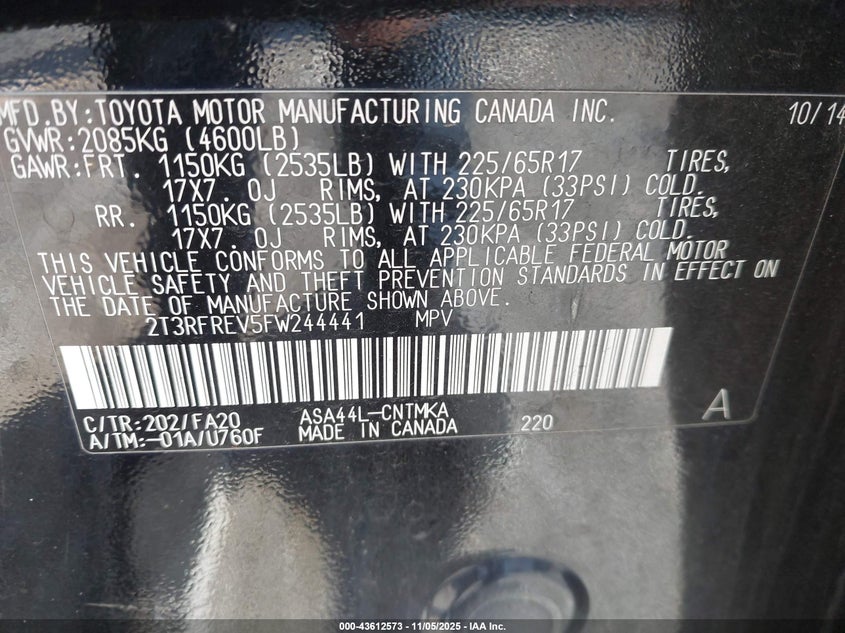 MFD.BY:TOYOTA MOTOR MANUFACTURING CANADA INC. 10/14
GVWR:2085KG (4600LB)
GAWR:FRT. 1150KG (2535LB) WITH 225/65R17 TIRES,
17X7.0J RIMS, AT 230KPA (33PSI) COLD.
RR. 1150KG (2535LB) WITH 225/65R17 TIRES,
17X7.0J RIMS, AT 230KPA (33PSI) COLD.
THIS VEHICLE CONFORMS TO ALL APPLICABLE FEDERAL MOTOR
VEHICLE SAFETY AND THEFT PREVENTION STANDARDS IN EFFECT ON
THE DATE OF MANUFACTURE SHOWN ABOVE.
2T3RFREV5FW244441 MPV
C/TR:202/FA20 ASA44L-CNTMKA A
A/TM:-01A/U760F MADE IN CANADA 220
000-43612573 - 11/05/2025 - IAA Inc.